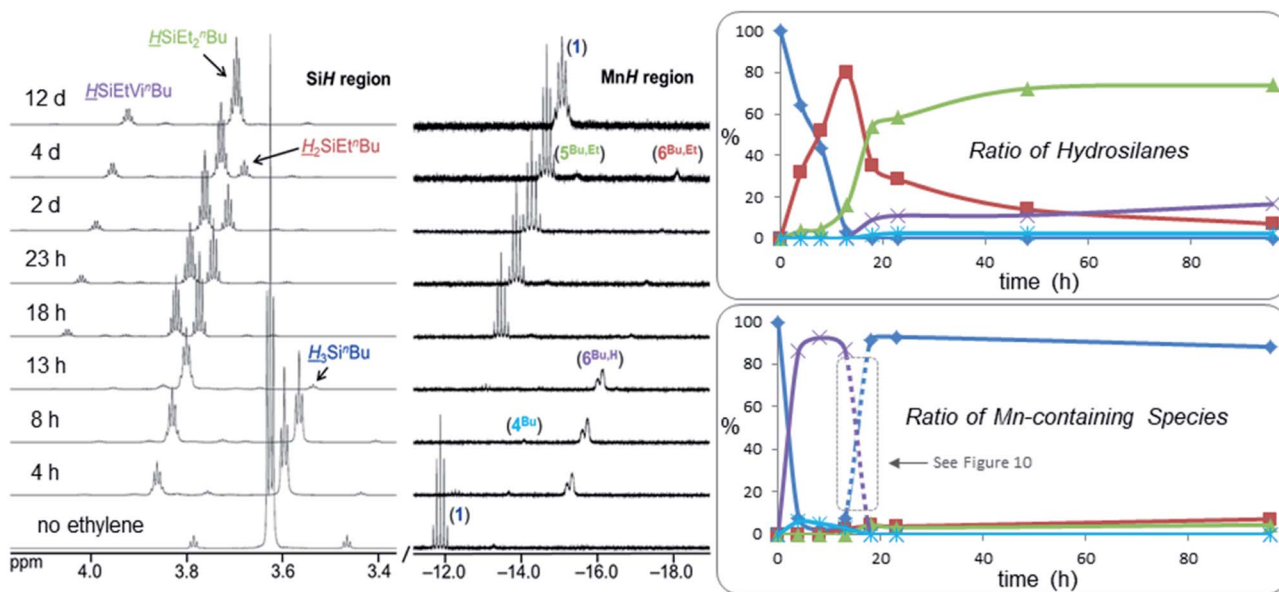 HSiEt₂ⁿBu
HSiEtViⁿBu
SiH region
(1)
MnH region
12 d
H₂SiEtⁿBu
(5ᴮᵘ,ᴱᵗ)
(6ᴮᵘ,ᴱᵗ)
4 d
2 d
23 h
18 h
H₃SiⁿBu
13 h
(6ᴮᵘ,ᴴ)
8 h
(4ᴮᵘ)
4 h
no ethylene
(1)
ppm
4.0 3.8 3.6 3.4
−12.0 −14.0 −16.0 −18.0
100
80
60
%
40
20
0
Ratio of Hydrosilanes
0 20 40 60 80
time (h)
100
80
60
%
40
20
0
Ratio of Mn-containing Species
See Figure 10
0 20 40 60 80
time (h)